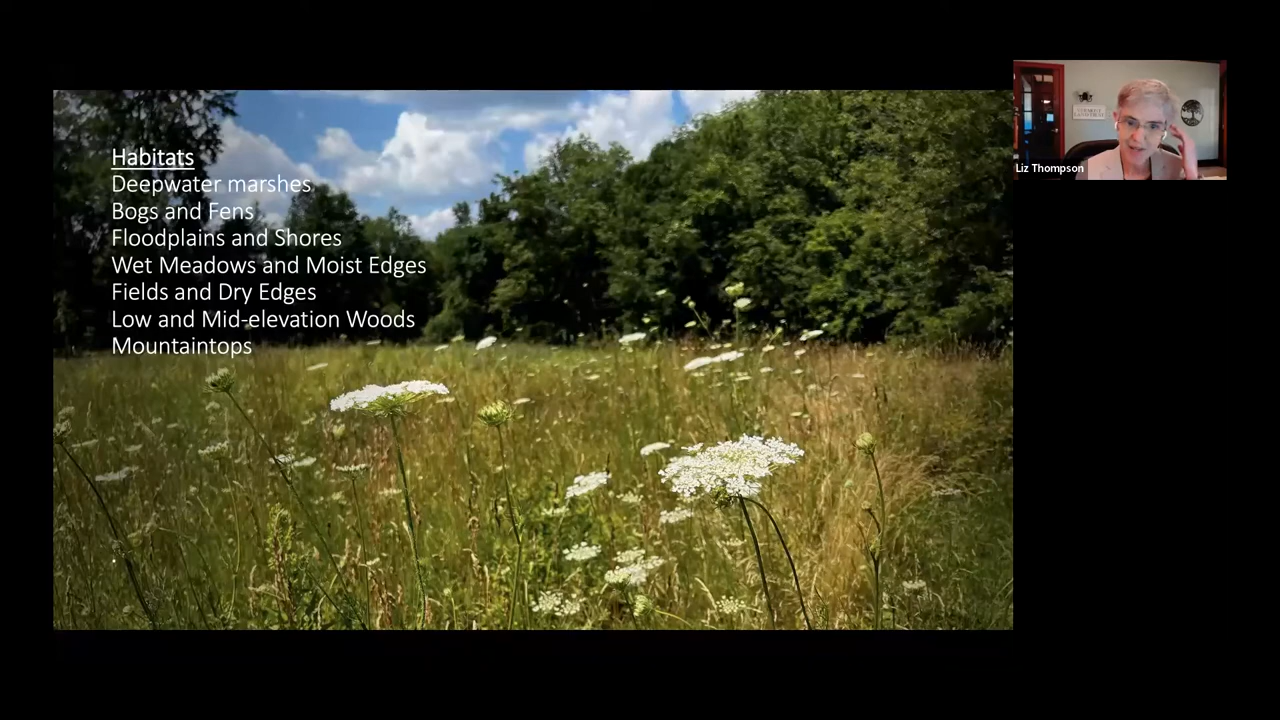 Habitats
Deepwater marshes
Bogs and Fens
Floodplains and Shores
Wet Meadows and Moist Edges
Fields and Dry Edges
Low and Mid-elevation Woods
Mountaintops
Liz Thompson